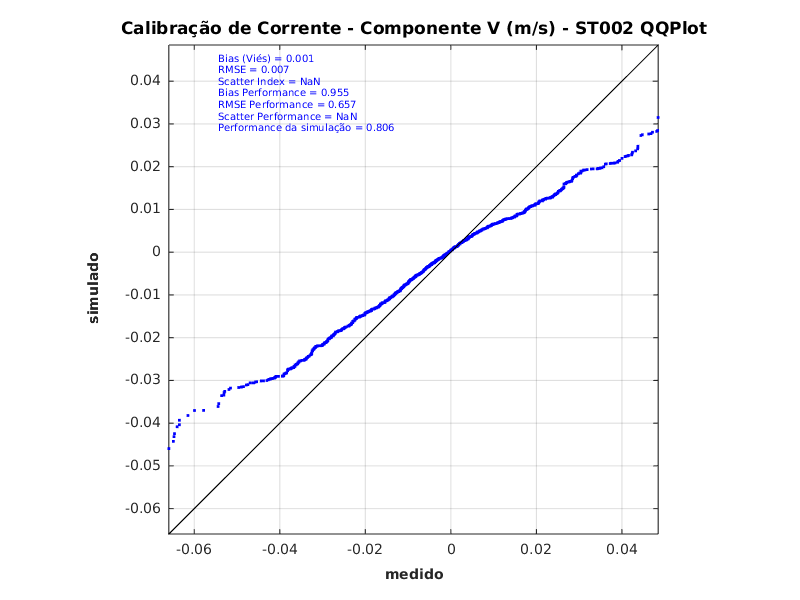 Calibração de Corrente - Componente V (m/s) - ST002 QQPlot
Bias (Viés) = 0.001
RMSE = 0.007
Scatter Index = NaN
Bias Performance = 0.955
RMSE Performance = 0.657
Scatter Performance = NaN
Performance da simulação = 0.806
0.04
0.03
0.02
0.01
0
-0.01
-0.02
-0.03
-0.04
-0.05
-0.06
simulado
-0.06 -0.04 -0.02 0 0.02 0.04
medido